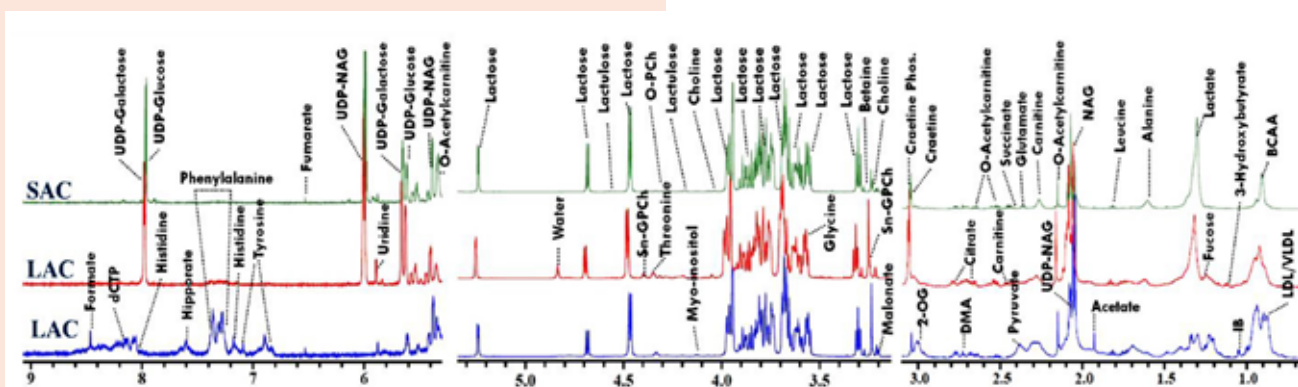 UDP-Galactose
UDP-Glucose
UDP-NAG
UDP-Galactose
UDP-Glucose
UDP-NAG
O-Acetylcarnitine
Fumarate
SAC
Phenylalanine
Histidine
Histidine
Tyrosine
Uridine
LAC
Formate
dCTP
Hipporate
LAC
Lactose
Lactose
Lactulose
Lactose
O-PCh
Lactulose
Choline
Lactose
Lactose
Lactose
Lactose
Lactose
Lactose
Lactose
Betaine
Choline
Water
Sn-GPCh
Threonine
Myo-inositol
Glycine
Sn-GPCh
Malonate
Craetine Phos.
Craetine
O-Acetylcarnitine
Succinate
Glutamate
Carnitine
O-Acetylcarnitine
NAG
Leucine
Alanine
Lactate
3-Hydroxybutyrate
BCAA
Citrate
Carnitine
UDP-NAG
Fucose
2-OG
DMA
Pyruvate
Acetate
IB
LDL/VLDL
9 8 7 6 5.0 4.5 4.0 3.5 3.0 2.5 2.0 1.5 1.0